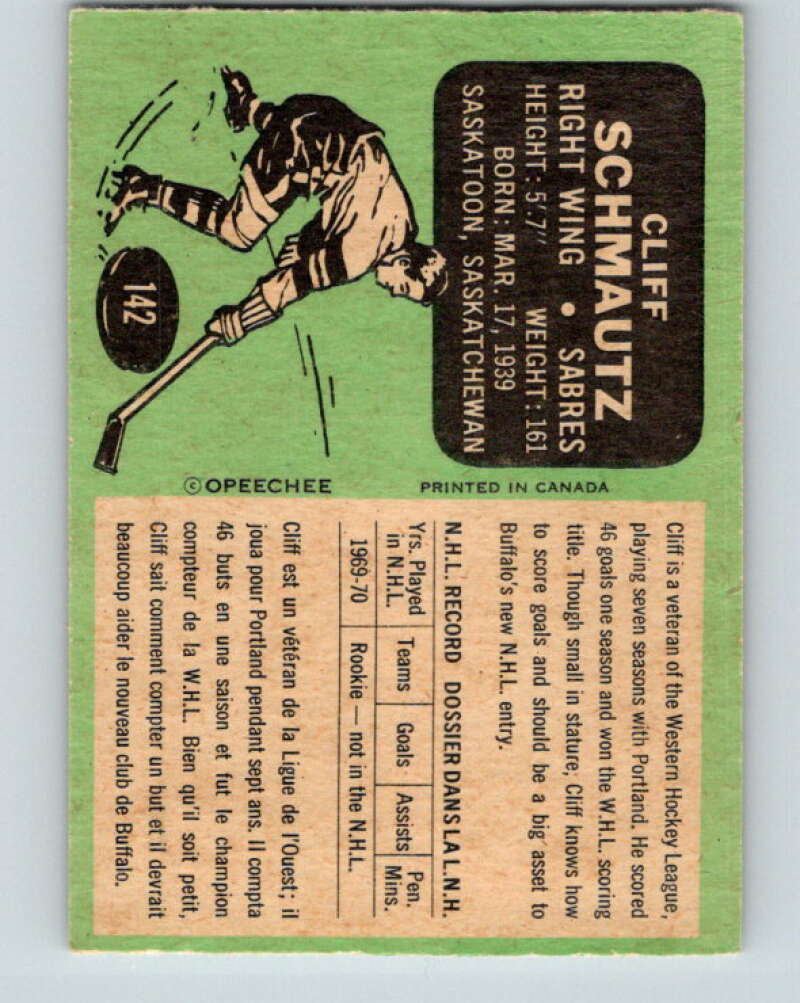 CLIFF
SCHMAUTZ
RIGHT WING • SABRES
HEIGHT: 5'.7" WEIGHT: 161
BORN: MAR. 17, 1939
SASKATOON, SASKATCHEWAN
142
©OPEECHEE PRINTED IN CANADA
Cliff is a veteran of the Western Hockey League,
playing seven seasons with Portland. He scored
46 goals one season and won the W.H.L. scoring
title. Though small in stature; Cliff knows how
to score goals and should be a big asset to
Buffalo's new N.H.L. entry.
N.H.L. RECORD DOSSIER DANS LA L.N.H.
Yrs. Played in N.H.L. Teams Goals Assists Pen. Mins.
1969-70 Rookie — not in the N.H.L.
Cliff est un vétéran de la Ligue de l'Ouest; il
joua pour Portland pendant sept ans. Il compta
46 buts en une saison et fut le champion
compteur de la W.H.L. Bien qu'il soit petit,
Cliff sait comment compter un but et il devrait
beaucoup aider le nouveau club de Buffalo.